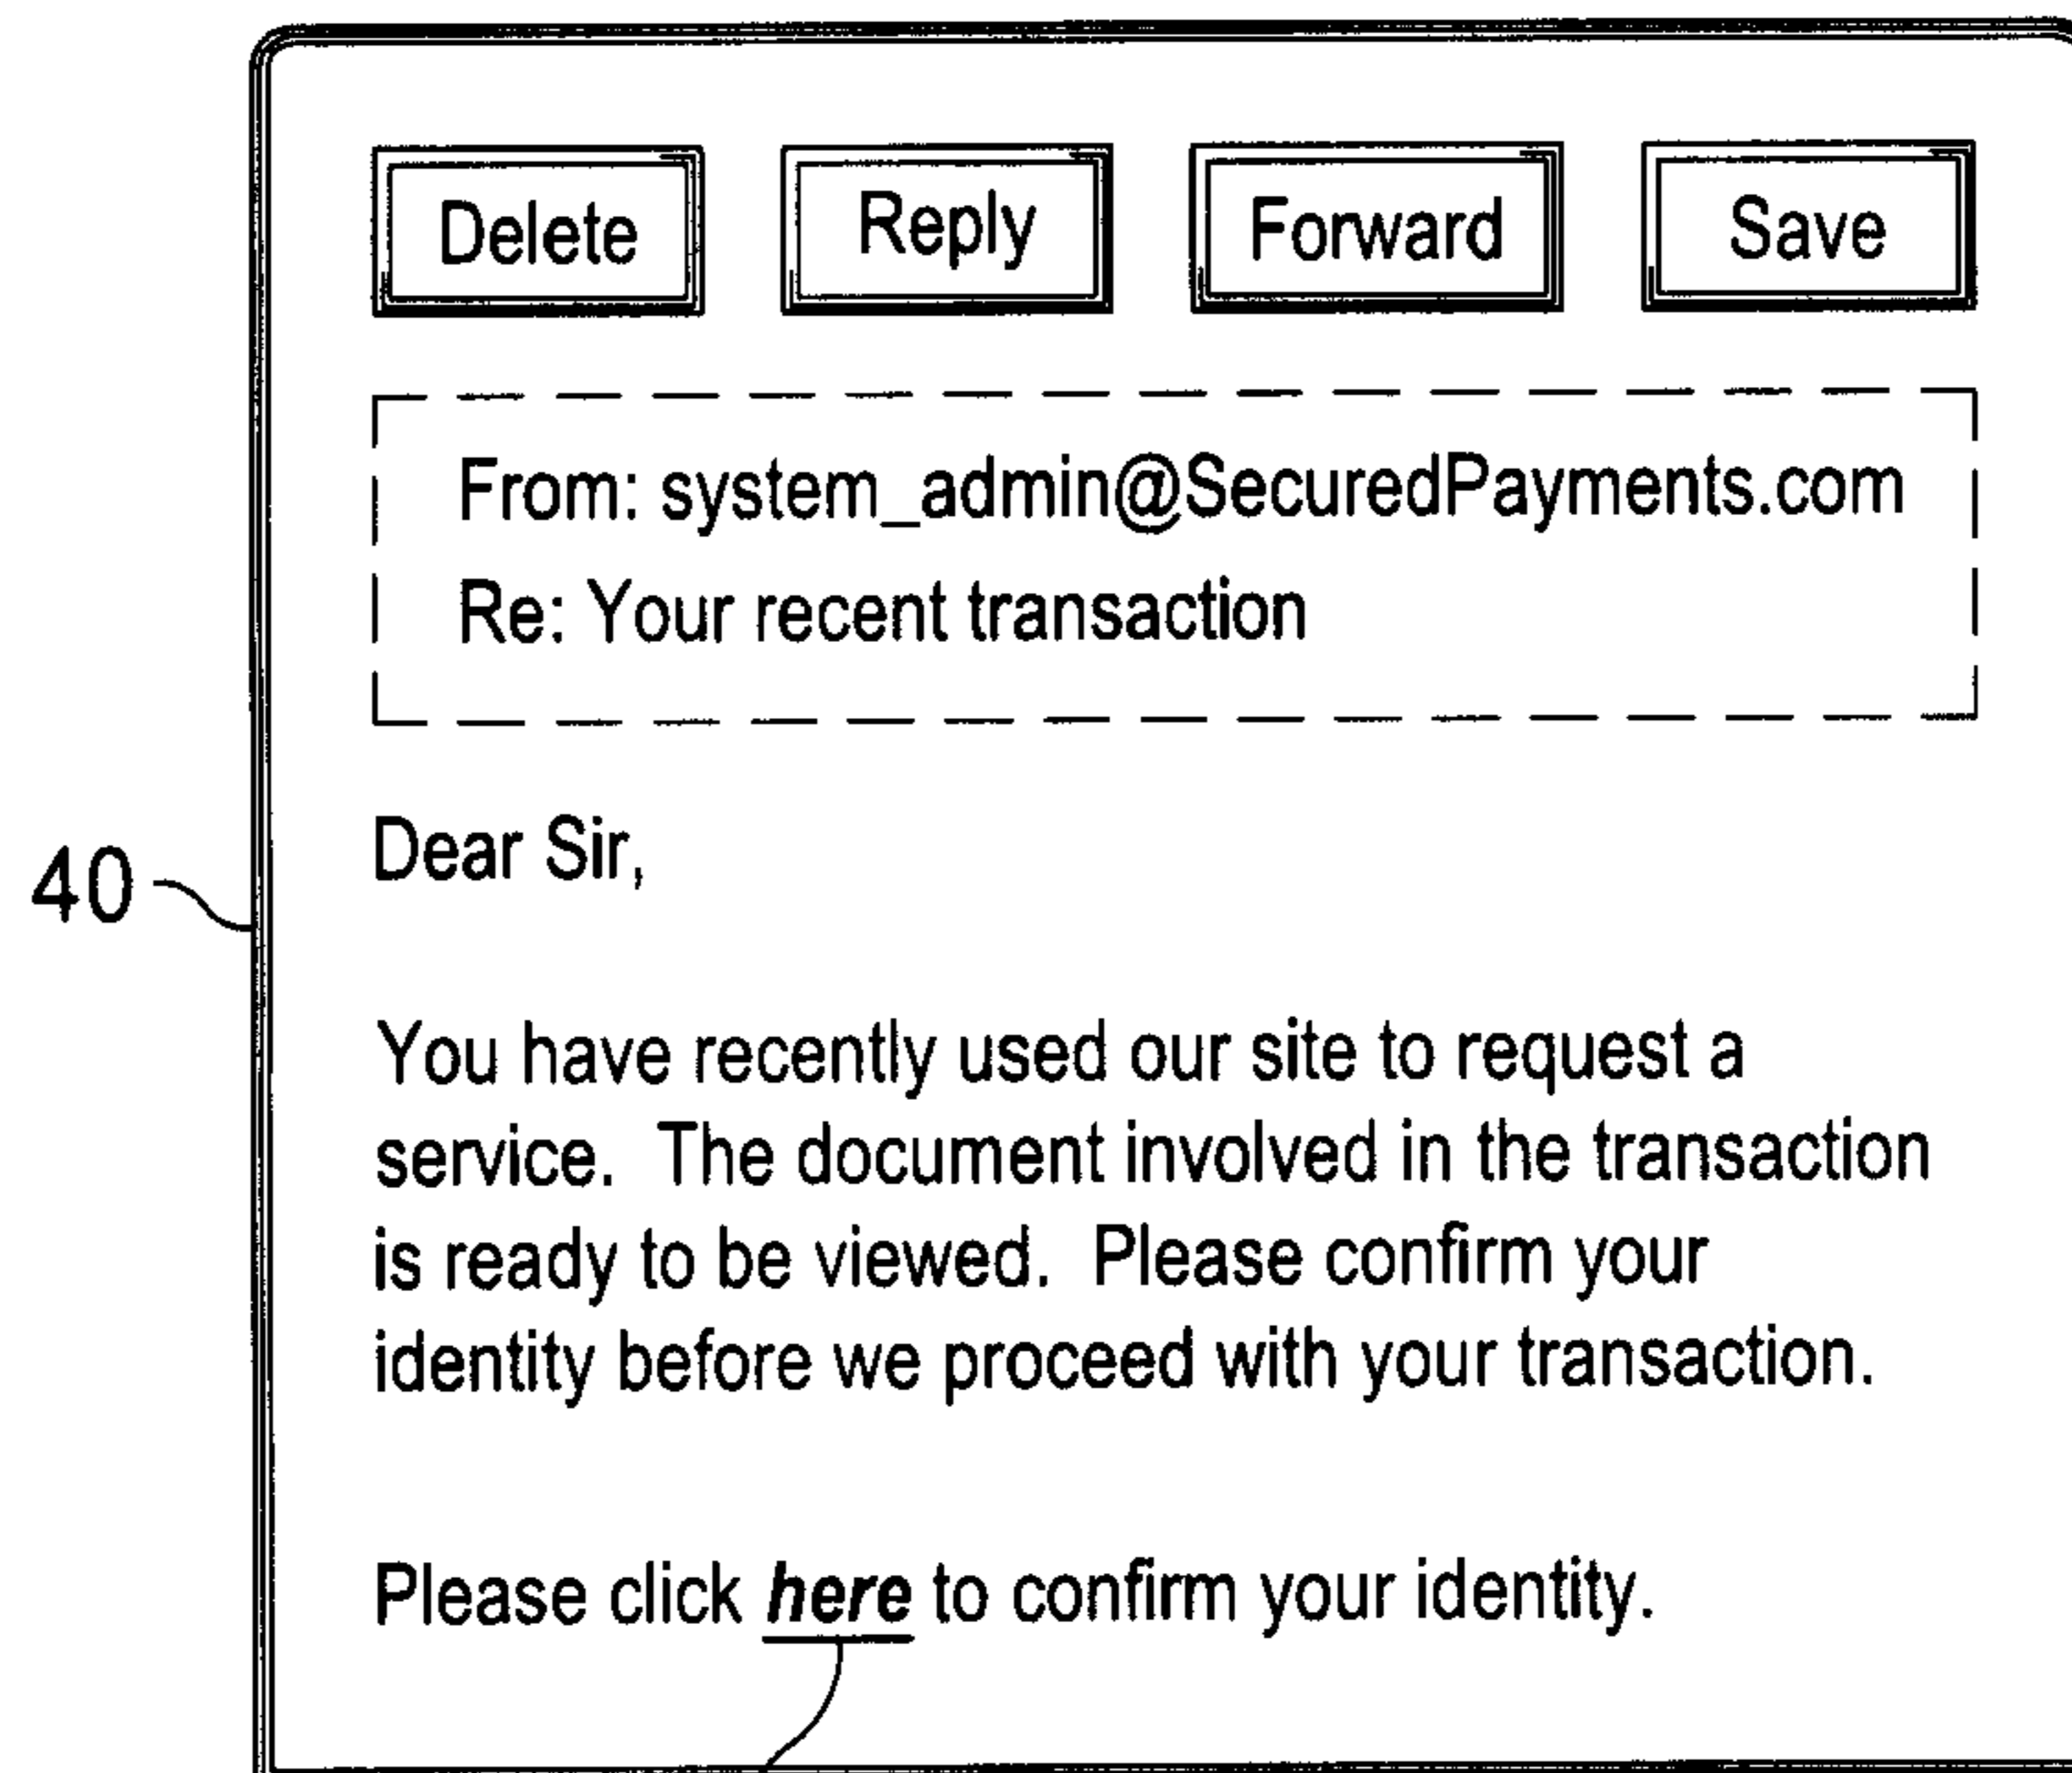 Delete Reply Forward Save
From: system_admin@SecuredPayments.com
Re: Your recent transaction
Dear Sir,
40
You have recently used our site to request a
service. The document involved in the transaction
is ready to be viewed. Please confirm your
identity before we proceed with your transaction.
Please click here to confirm your identity.